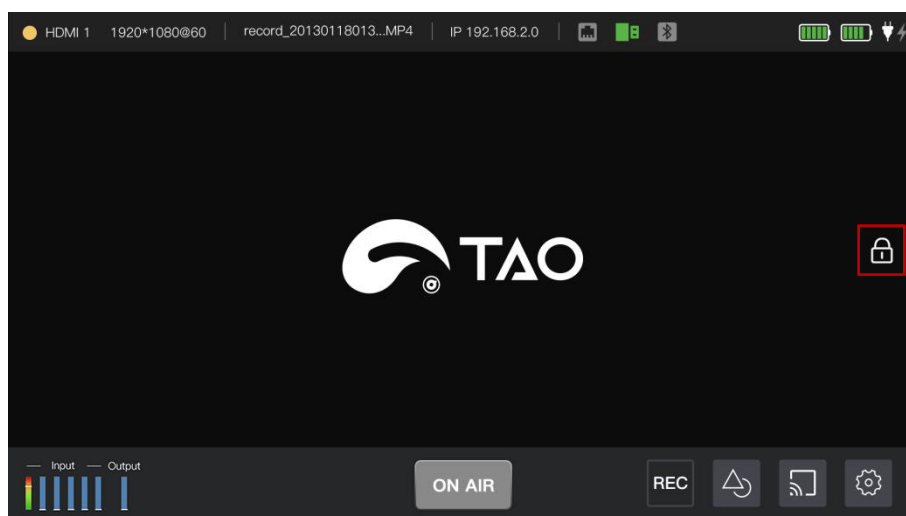 HDMI 1 1920*1080@60 record_20130118013...MP4 IP 192.168.2.0
TAO
Input Output
ON AIR REC